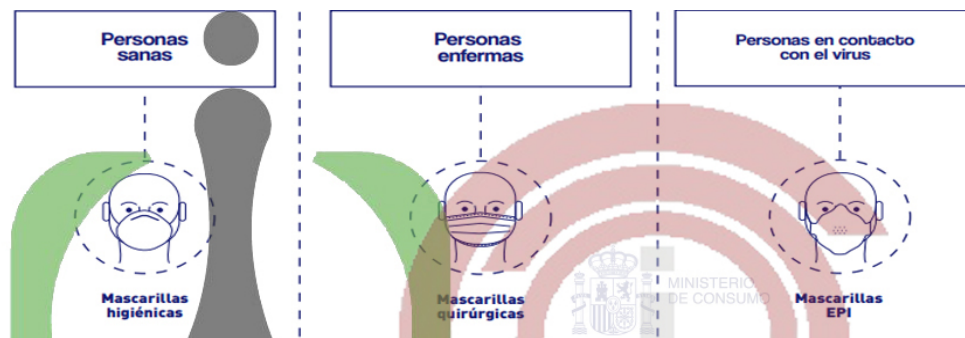 Personas
sanas
Personas
enfermas
Personas en contacto
con el virus
Mascarillas
higiénicas
Mascarillas
quirúrgicas
MINISTERIO
DE CONSUMO
Mascarillas
EPI